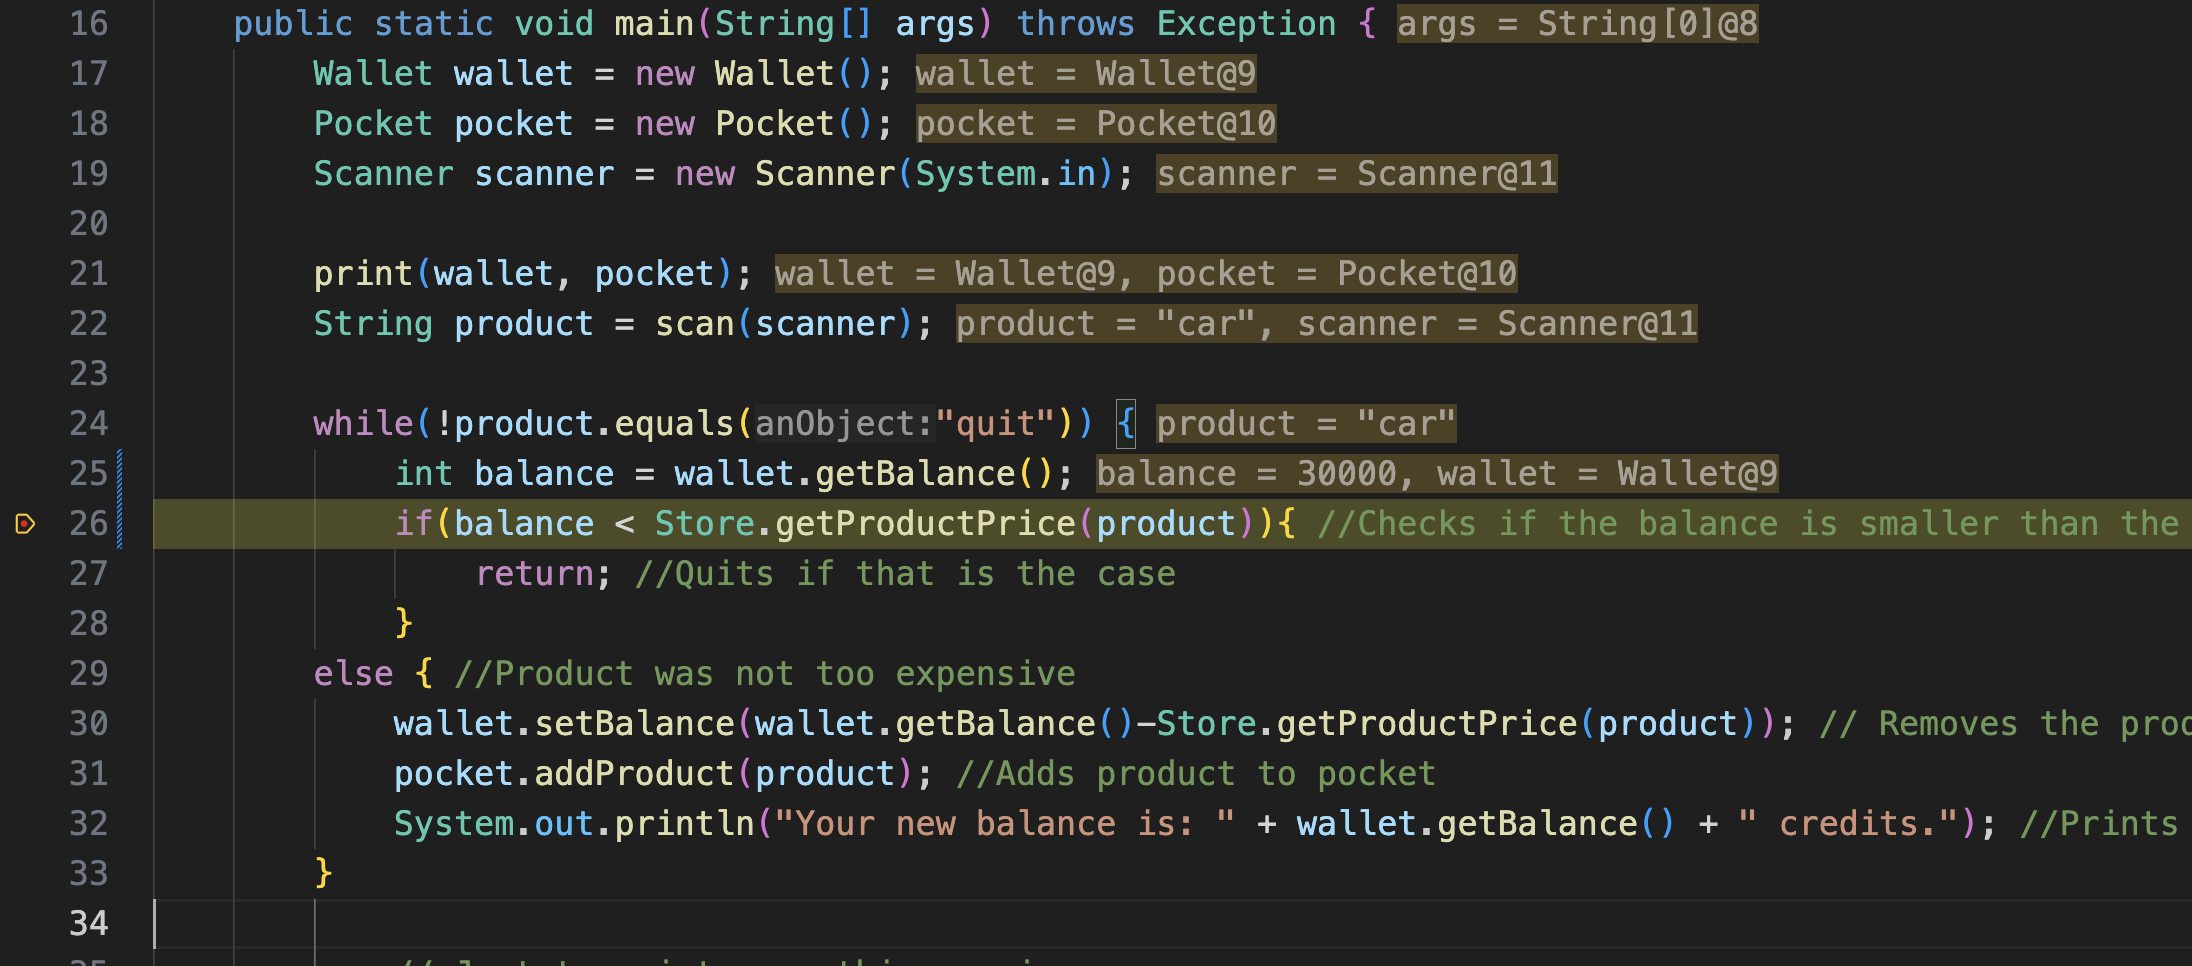 16 public static void main(String[] args) throws Exception { args = String[0]@8
17 Wallet wallet = new Wallet(); wallet = Wallet@9
18 Pocket pocket = new Pocket(); pocket = Pocket@10
19 Scanner scanner = new Scanner(System.in); scanner = Scanner@11
20
21 print(wallet, pocket); wallet = Wallet@9, pocket = Pocket@10
22 String product = scan(scanner); product = "car", scanner = Scanner@11
23
24 while(!product.equals(anObject:"quit")) { product = "car"
25 int balance = wallet.getBalance(); balance = 30000, wallet = Wallet@9
26 if(balance < Store.getProductPrice(product)){ //Checks if the balance is smaller than the
27 return; //Quits if that is the case
28 }
29 else { //Product was not too expensive
30 wallet.setBalance(wallet.getBalance()-Store.getProductPrice(product)); // Removes the prod
31 pocket.addProduct(product); //Adds product to pocket
32 System.out.println("Your new balance is: " + wallet.getBalance() + " credits."); //Prints
33 }
34